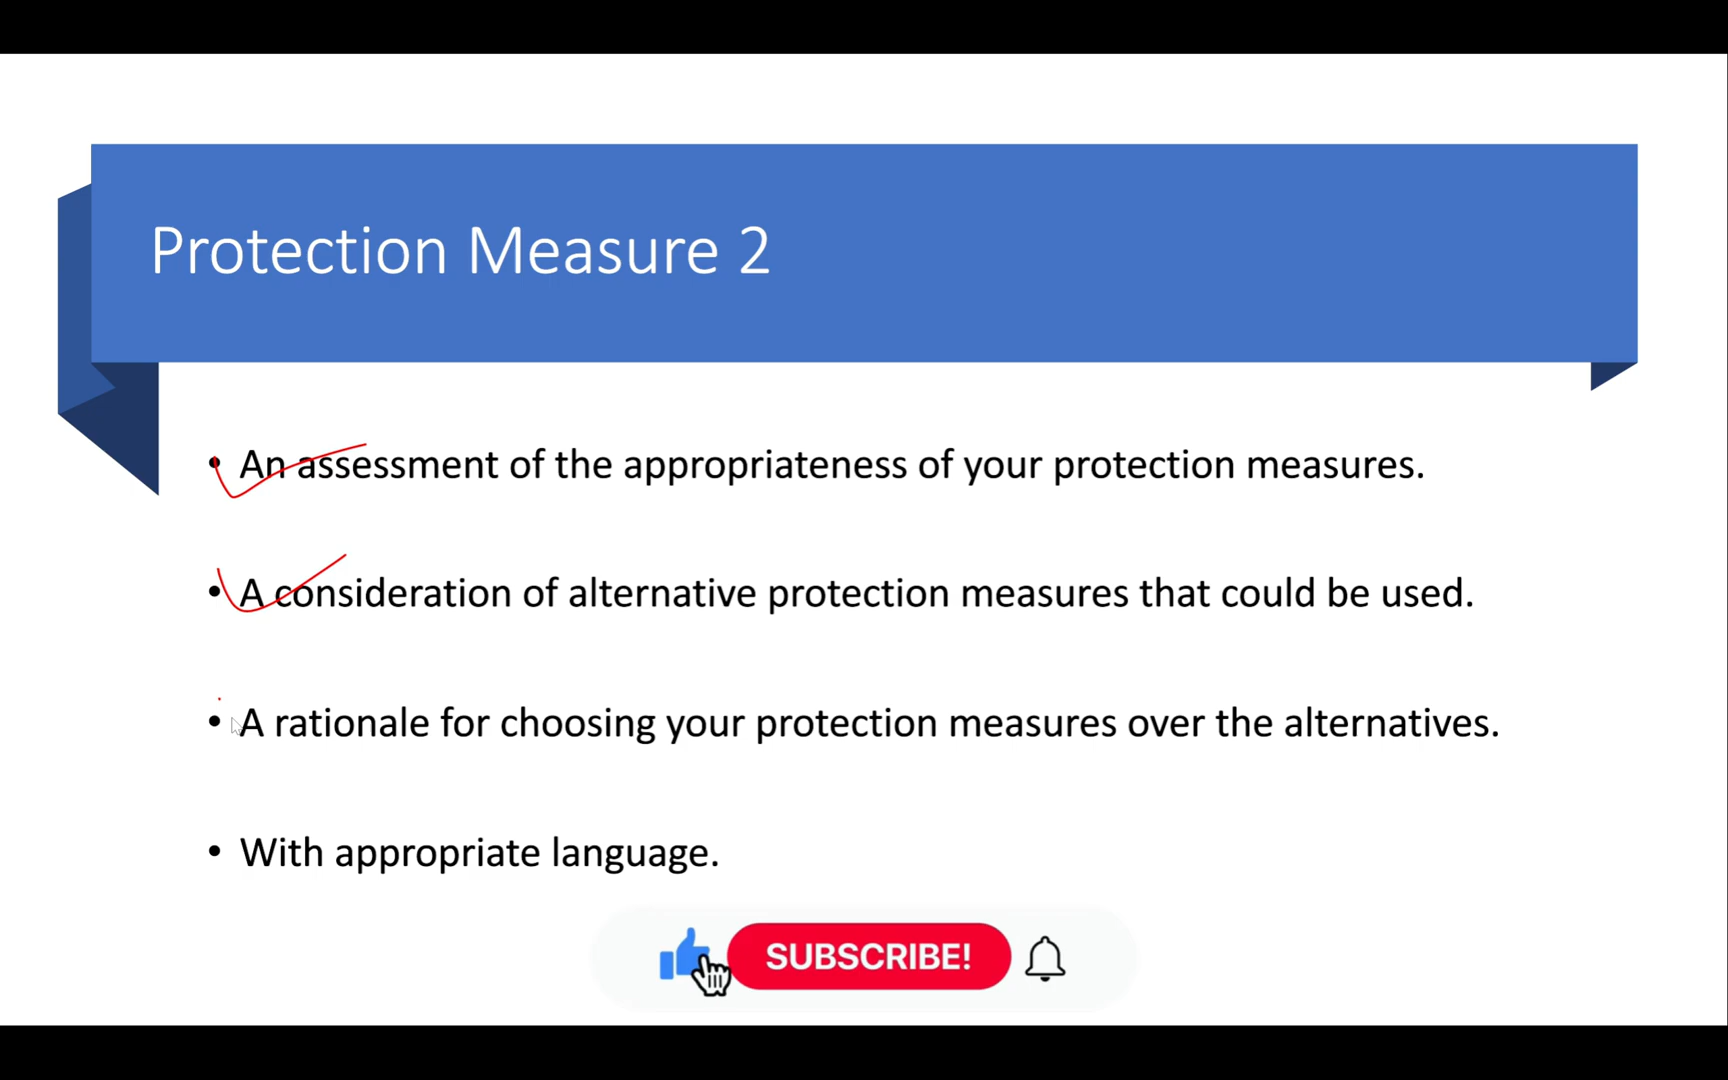 Protection Measure 2
• An assessment of the appropriateness of your protection measures.
• A consideration of alternative protection measures that could be used.
• A rationale for choosing your protection measures over the alternatives.
• With appropriate language.
SUBSCRIBE!